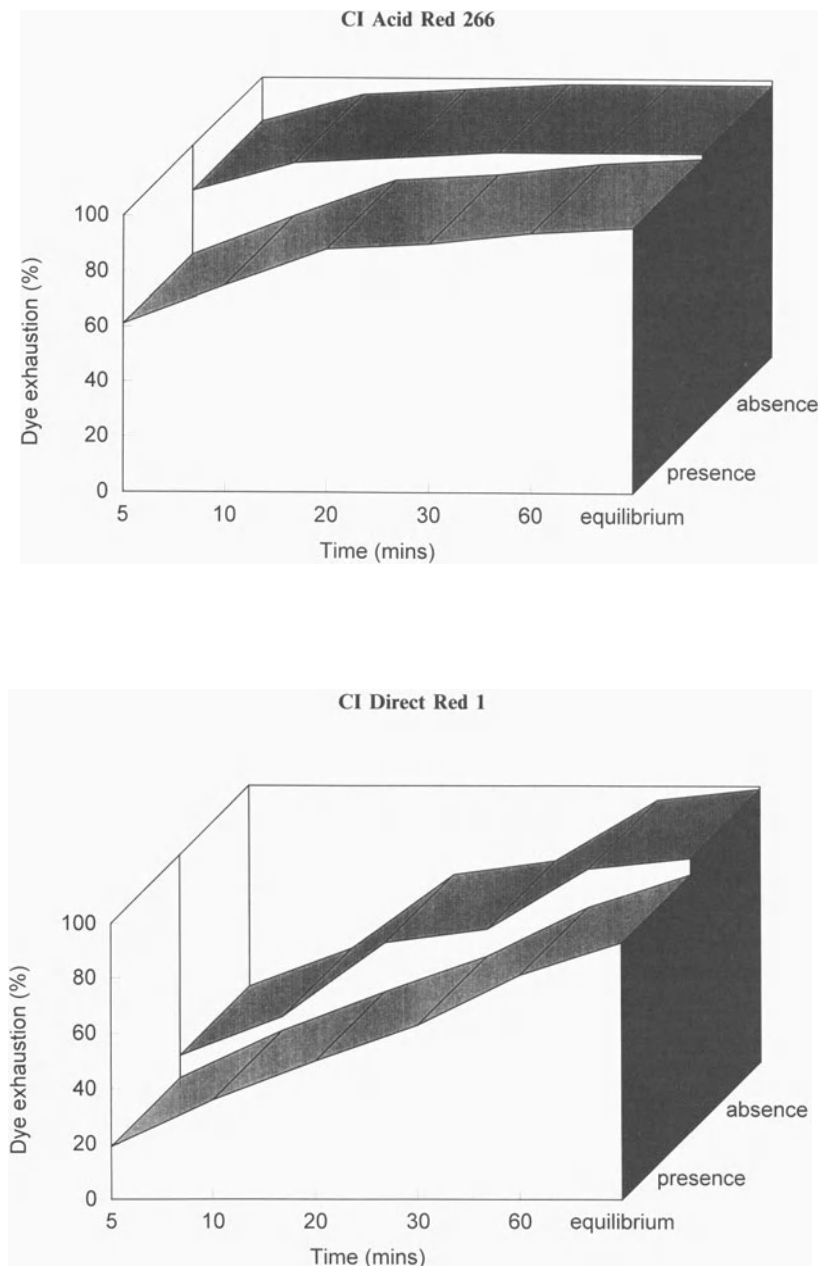 CI Acid Red 266
100
80
60
40
20
0
Dye exhaustion (%)
absence
presence
5 10 20 30 60 equilibrium
Time (mins)
CI Direct Red 1
100
80
60
40
20
0
Dye exhaustion (%)
absence
presence
5 10 20 30 60 equilibrium
Time (mins)